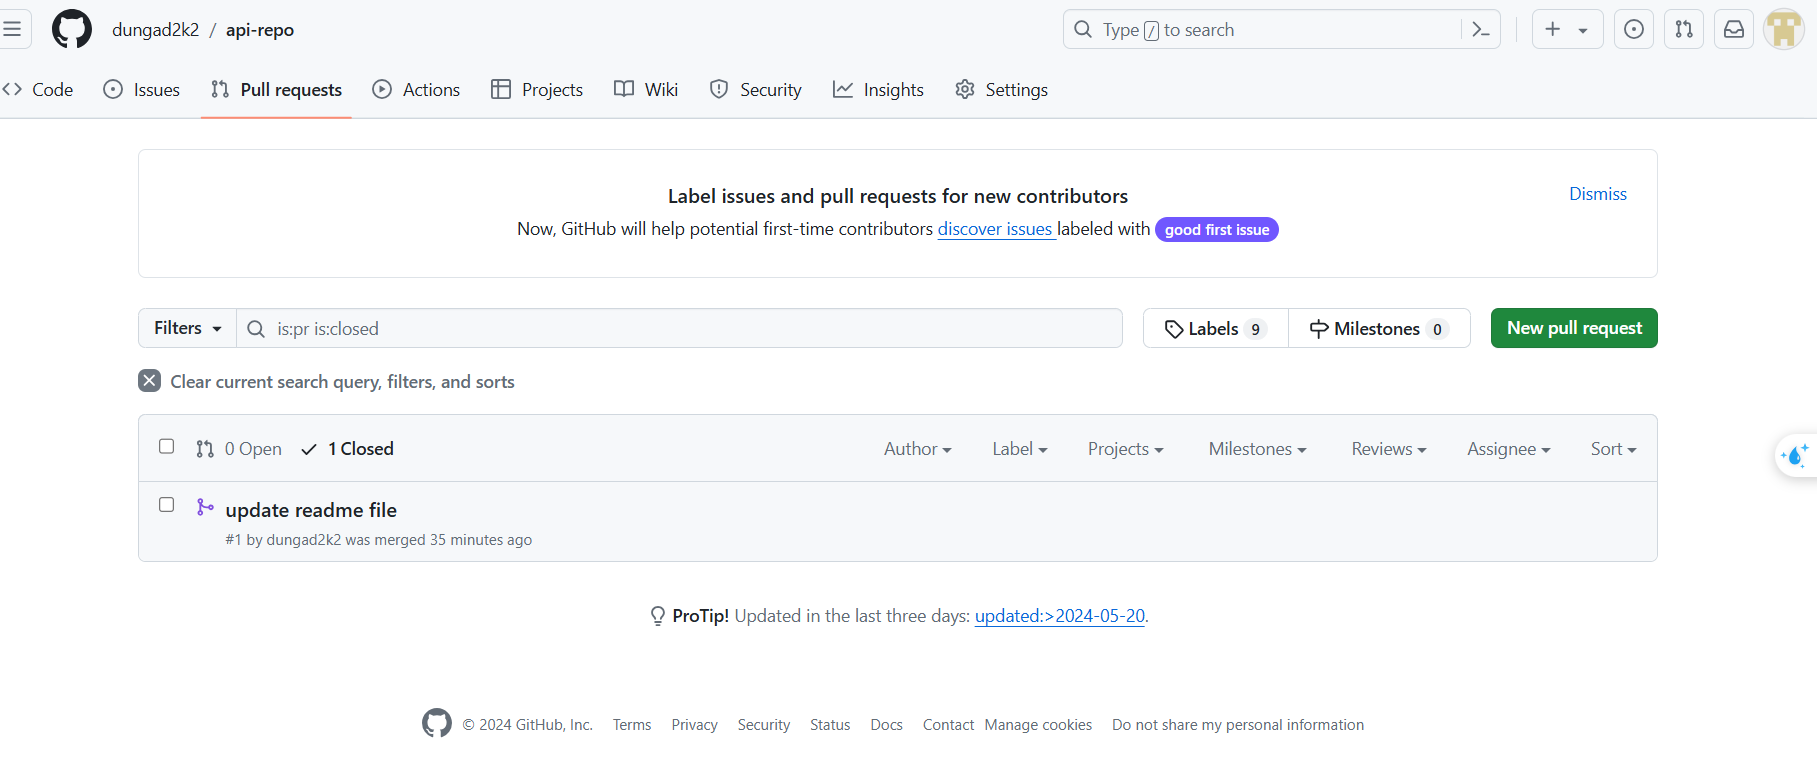 dungad2k2 / api-repo
Type / to search
Code Issues Pull requests Actions Projects Wiki Security Insights Settings
Label issues and pull requests for new contributors
Dismiss
Now, GitHub will help potential first-time contributors discover issues labeled with good first issue
Filters is:pr is:closed Labels 9 Milestones 0 New pull request
Clear current search query, filters, and sorts
0 Open 1 Closed Author Label Projects Milestones Reviews Assignee Sort
update readme file
#1 by dungad2k2 was merged 35 minutes ago
ProTip! Updated in the last three days: updated:>2024-05-20.
© 2024 GitHub, Inc. Terms Privacy Security Status Docs Contact Manage cookies Do not share my personal information